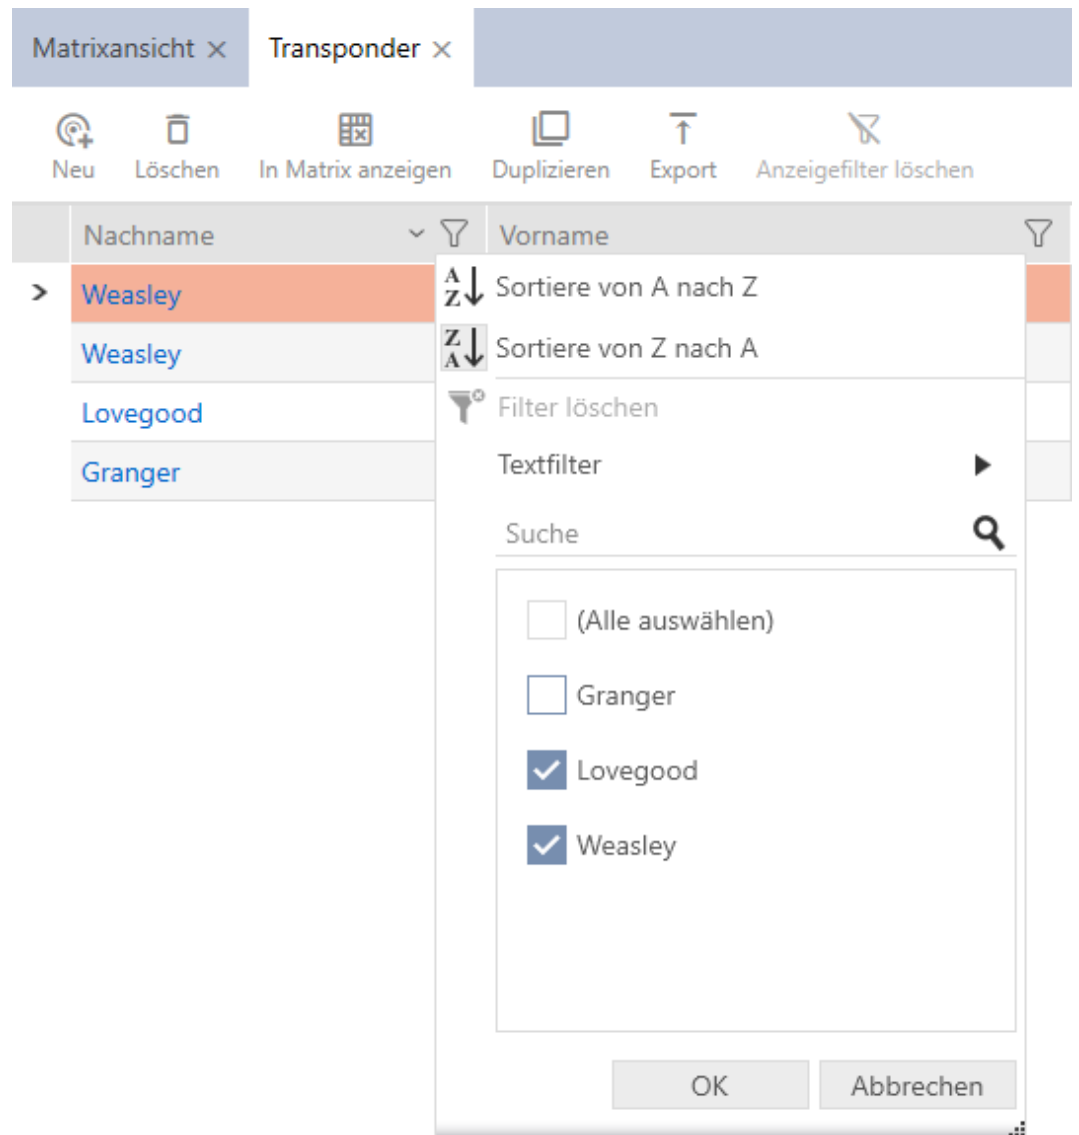 Matrixansicht Transponder
Neu Löschen In Matrix anzeigen Duplizieren Export Anzeigefilter löschen
Nachname Vorname
Weasley
Weasley
Lovegood
Granger
A Z Sortiere von A nach Z
Z A Sortiere von Z nach A
Filter löschen
Textfilter
Suche
(Alle auswählen)
Granger
Lovegood
Weasley
OK Abbrechen